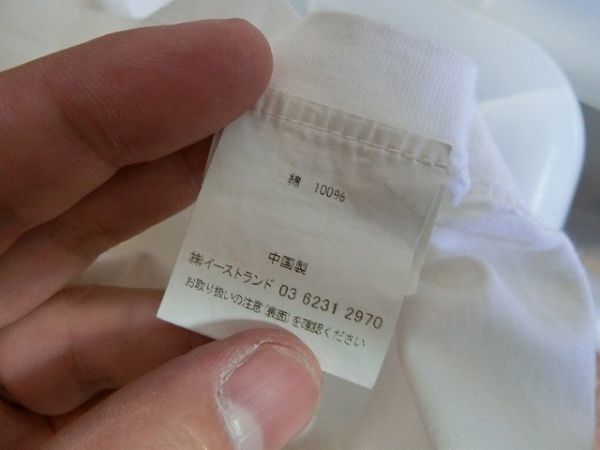 綿 100%
中国製
㈱イーストランド 03 6231 2970
お取り扱いの注意〔裏面〕を確認ください